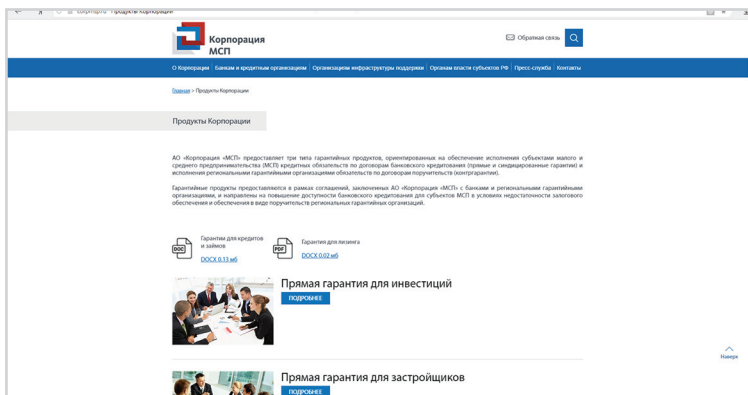 Продукты Корпорации
Корпорация
МСП
Обратная связь
О Корпорации Банкам и кредитным организациям Организациям инфраструктуры поддержки Органам власти субъектов РФ Пресс-служба Контакты
Главная > Продукты Корпорации
Продукты Корпорации
АО «Корпорация «МСП» предоставляет три типа гарантийных продуктов, ориентированных на обеспечение исполнения субъектами малого и
среднего предпринимательства (МСП) кредитных обязательств по договорам банковского кредитования (прямые и синдицированные гарантии) и
исполнения региональными гарантийными организациями обязательств по договорам поручительств (контргарантии).
Гарантийные продукты предоставляются в рамках соглашений, заключенных АО «Корпорация «МСП» с банками и региональными гарантийными
организациями, и направлены на повышение доступности банковского кредитования для субъектов МСП в условиях недостаточности залогового
обеспечения и обеспечения в виде поручительств региональных гарантийных организаций.
DOC
Гарантии для кредитов
и займов
DOCX 0.13 мб
PDF
Гарантия для лизинга
DOCX 0.02 мб
Прямая гарантия для инвестиций
ПОДРОБНЕЕ
Наверх
Прямая гарантия для застройщиков
ПОДРОБНЕЕ